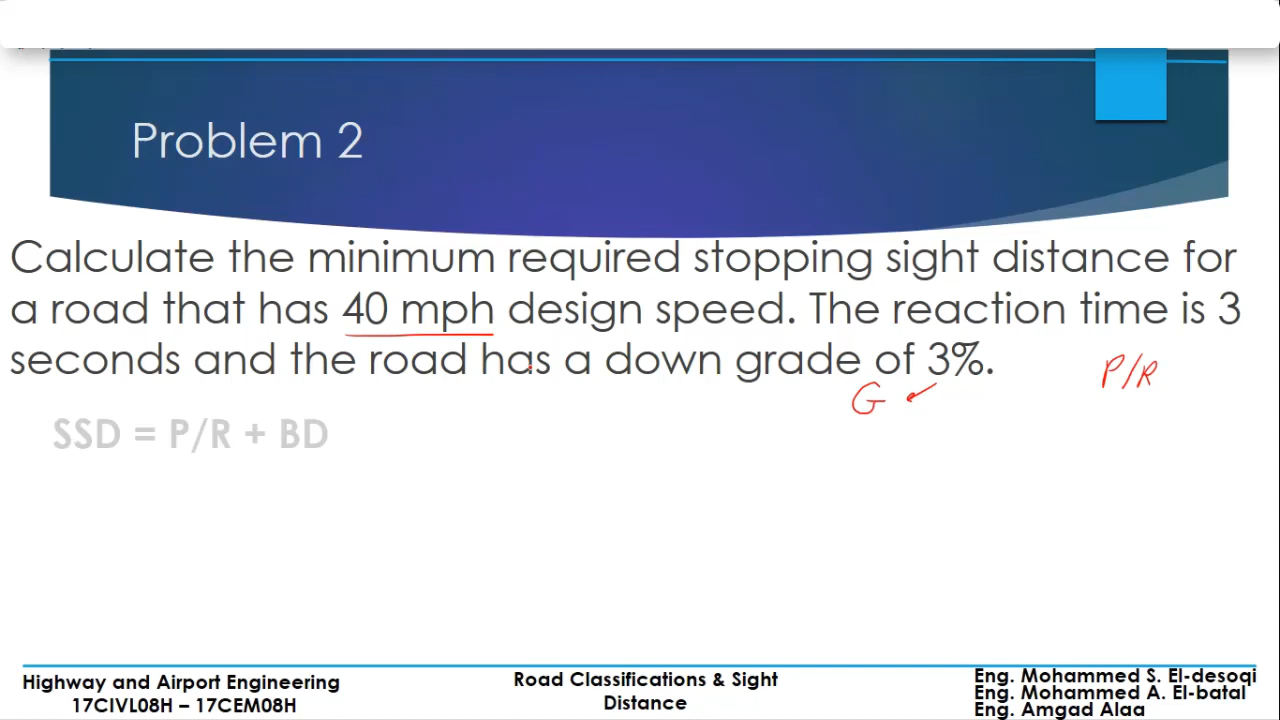 Problem 2
Calculate the minimum required stopping sight distance for
a road that has 40 mph design speed. The reaction time is 3
seconds and the road has a down grade of 3%.
P/R
G
SSD = P/R + BD
Highway and Airport Engineering
17CIVL08H – 17CEM08H
Road Classifications & Sight
Distance
Eng. Mohammed S. El-desoqi
Eng. Mohammed A. El-batal
Eng. Amgad Alaa